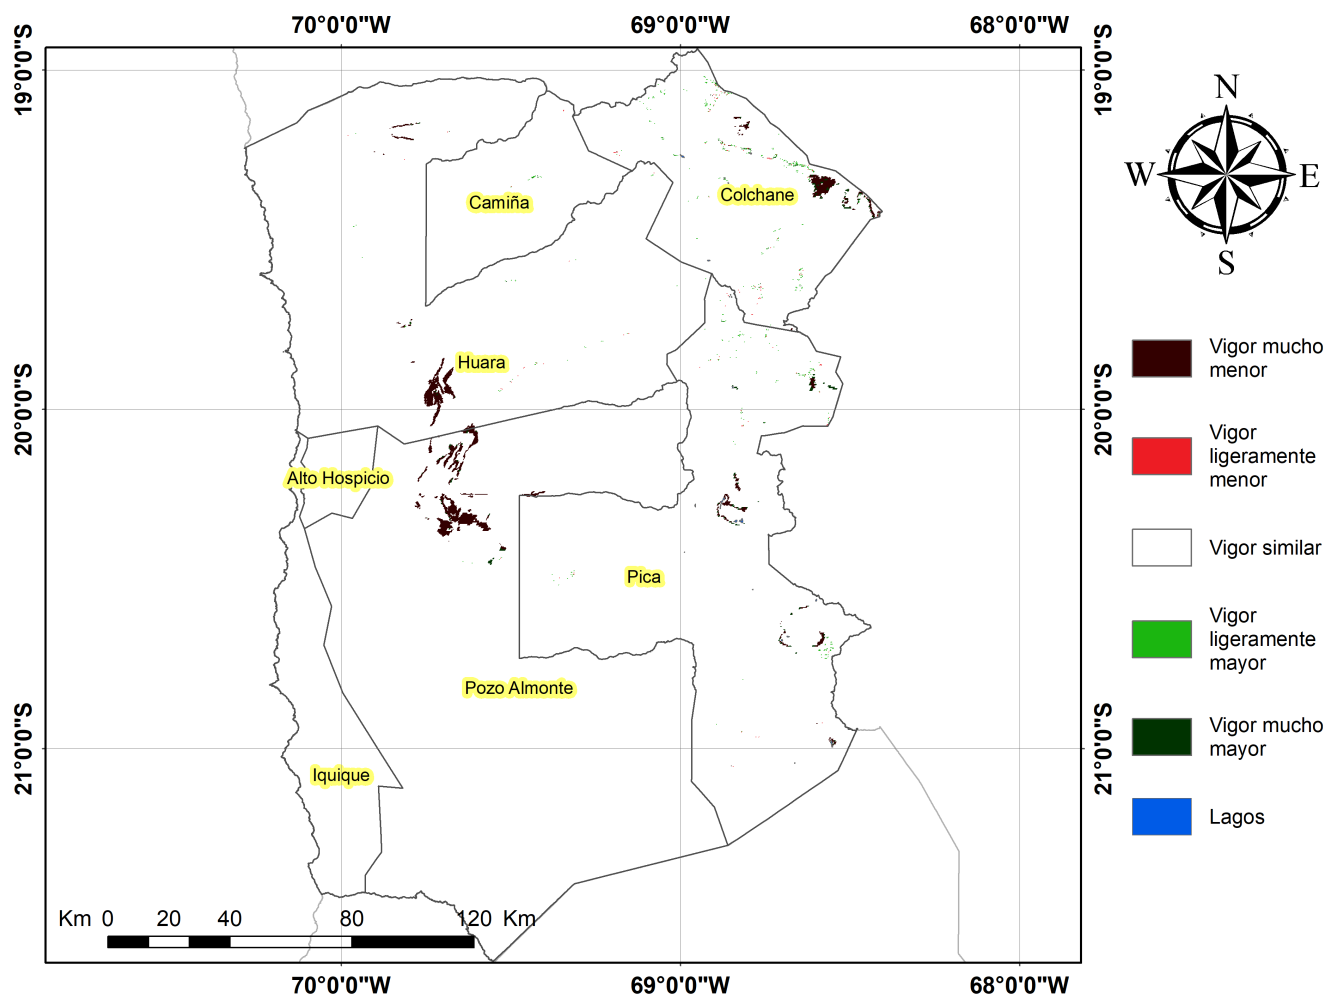 70°0'0"W 69°0'0"W 68°0'0"W
19°0'0"S
19°0'0"S
N
W
E
S
Camiña
Colchane
Vigor mucho
menor
Huara
20°0'0"S
20°0'0"S
Vigor
ligeramente
menor
Alto Hospicio
Vigor similar
Pica
Vigor
ligeramente
mayor
Pozo Almonte
21°0'0"S
21°0'0"S
Vigor mucho
mayor
Iquique
Lagos
Km 0 20 40 80 120 Km
70°0'0"W 69°0'0"W 68°0'0"W